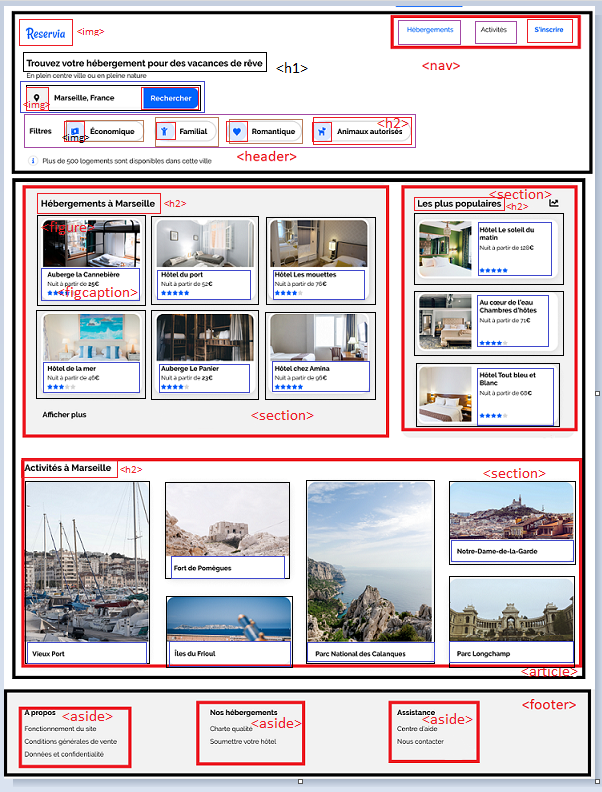 Reservia
<img>
Hébergements
Activités
S'inscrire
<nav>
Trouvez votre hébergement pour des vacances de rêve
<h1>
En plein centre ville ou en pleine nature
<img>
Marseille, France
Rechercher
Filtres
<img>
Économique
Familial
Romantique
Animaux autorisés
<h2>
Plus de 500 logements sont disponibles dans cette ville
<header>
Hébergements à Marseille
<h2>
<figure>
Auberge la Cannebière
Nuit à partir de 25€
<figcaption>
Hôtel du port
Nuit à partir de 52€
Hôtel Les mouettes
Nuit à partir de 76€
Hôtel de la mer
Nuit à partir de 46€
Auberge Le Panier
Nuit à partir de 23€
Hôtel chez Amina
Nuit à partir de 96€
Afficher plus
<section>
<section>
Les plus populaires
<h2>
Hôtel Le soleil du
matin
Nuit à partir de 128€
Au cœur de l'eau
Chambres d'hôtes
Nuit à partir de 71€
Hôtel Tout bleu et
Blanc
Nuit à partir de 68€
Activités à Marseille
<h2>
<section>
Vieux Port
Fort de Pomègues
Îles du Frioul
Parc National des Calanques
Notre-Dame-de-la-Garde
Parc Longchamp
<article>
<footer>
À propos
<aside>
Fonctionnement du site
Conditions générales de vente
Données et confidentialité
Nos hébergements
<aside>
Charte qualité
Soumettre votre hôtel
Assistance
<aside>
Centre d'aide
Nous contacter